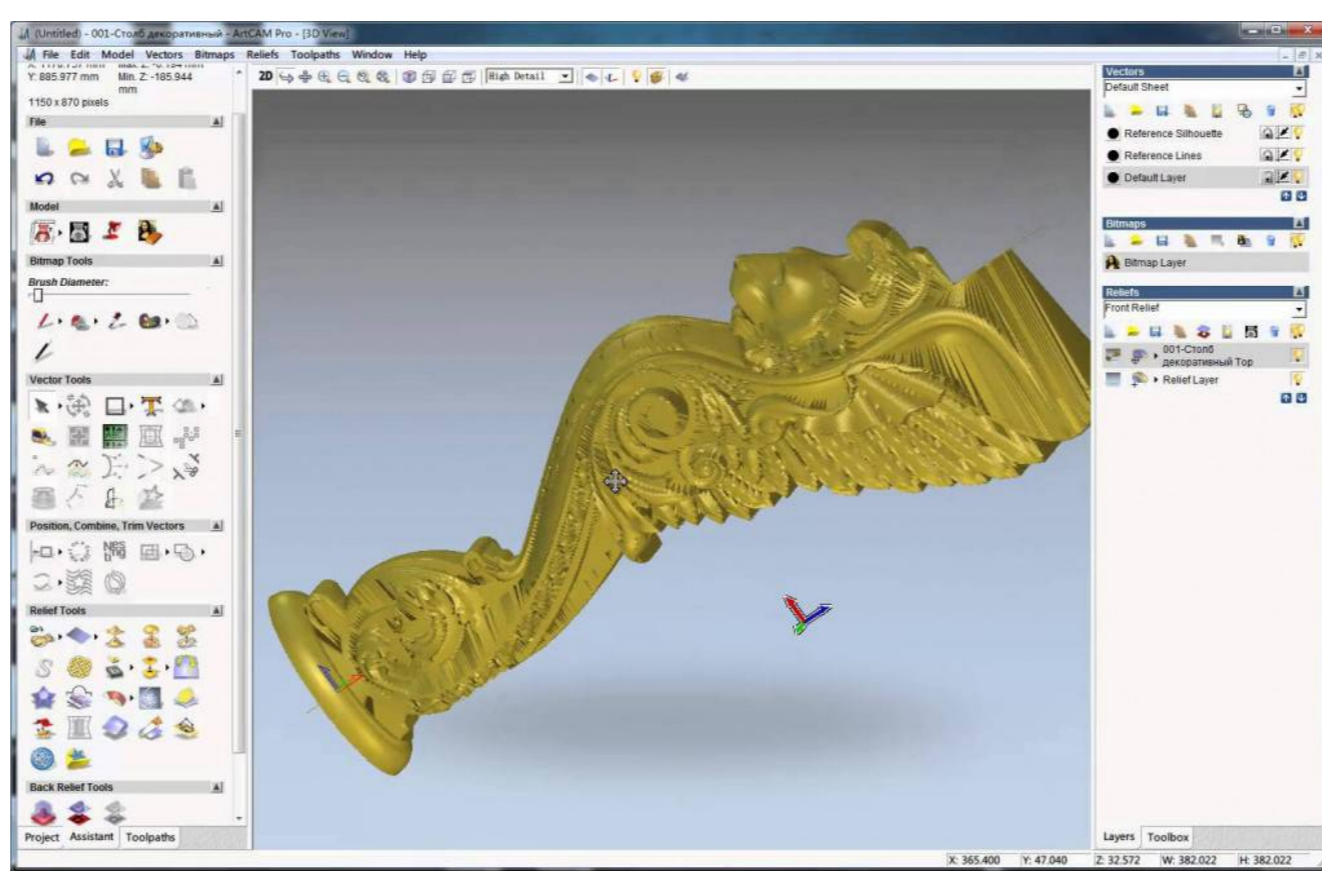 (Untitled) - 001-Столб декоративный - ArtCAM Pro - [3D View]
File Edit Model Vectors Bitmaps Reliefs Toolpaths Window Help
Y: 885.977 mm Min. Z: -185.944
mm
1150 x 870 pixels
2D
High Detail
File
Model
Bitmap Tools
Brush Diameter:
Vector Tools
Position, Combine, Trim Vectors
Relief Tools
Back Relief Tools
Project Assistant Toolpaths
Vectors
Default Sheet
Reference Silhouette
Reference Lines
Default Layer
Bitmaps
Bitmap Layer
Reliefs
Front Relief
001-Столб
декоративный Top
Relief Layer
Layers Toolbox
X: 365.400 Y: 47.040 Z: 32.572 W: 382.022 H: 382.022